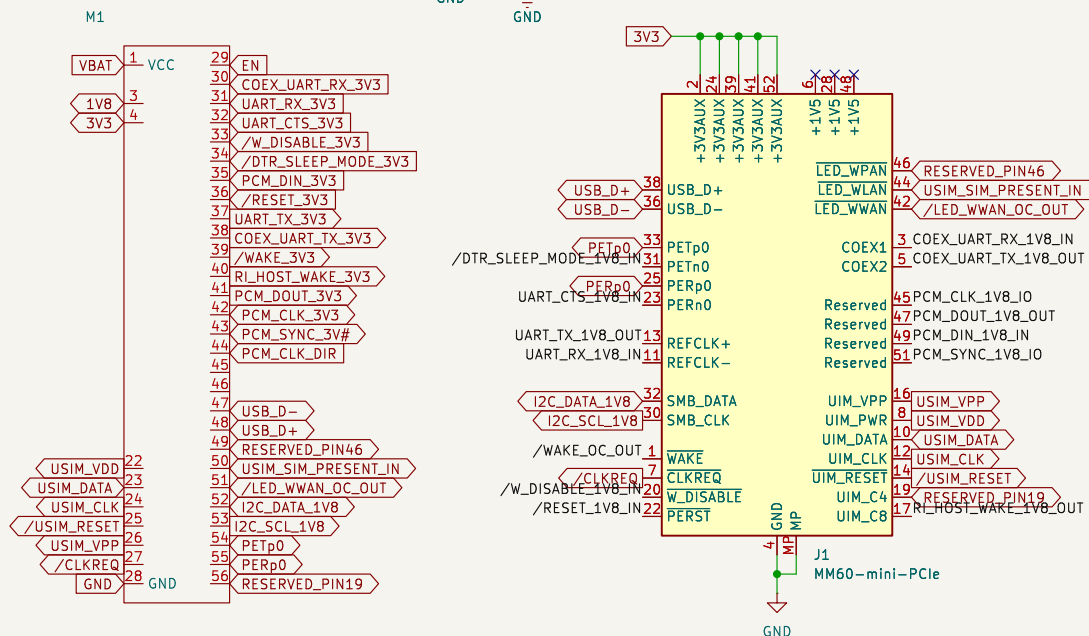 GND
GND
M1
VBAT 1 VCC
1V8 3
3V3 4
29 EN
30 COEX_UART_RX_3V3
31 UART_RX_3V3
32 UART_CTS_3V3
33 /W_DISABLE_3V3
34 /DTR_SLEEP_MODE_3V3
35 PCM_DIN_3V3
36 /RESET_3V3
37 UART_TX_3V3
38 COEX_UART_TX_3V3
39 /WAKE_3V3
40 RI_HOST_WAKE_3V3
41 PCM_DOUT_3V3
42 PCM_CLK_3V3
43 PCM_SYNC_3V#
44 PCM_CLK_DIR
45
46
47 USB_D-
48 USB_D+
49 RESERVED_PIN46
50 USIM_SIM_PRESENT_IN
51 /LED_WWAN_OC_OUT
52 I2C_DATA_1V8
53 I2C_SCL_1V8
54 PETp0
55 PERp0
56 RESERVED_PIN19
USIM_VDD 22
USIM_DATA 23
USIM_CLK 24
/USIM_RESET 25
USIM_VPP 26
/CLKREQ 27
GND 28 GND
3V3
2 24 39 41 52 6 28 48
+3V3AUX +3V3AUX +3V3AUX +3V3AUX +3V3AUX +1V5 +1V5 +1V5
USB_D+ 38 USB_D+
USB_D- 36 USB_D-
PETp0 33 PETp0
/DTR_SLEEP_MODE_1V8_IN 31 PETn0
PERp0 25 PERp0
UART_CTS_1V8_IN 23 PERn0
UART_TX_1V8_OUT 13 REFCLK+
UART_RX_1V8_IN 11 REFCLK-
I2C_DATA_1V8 32 SMB_DATA
I2C_SCL_1V8 30 SMB_CLK
/WAKE_OC_OUT 1 WAKE
/CLKREQ 7 CLKREQ
/W_DISABLE_1V8_IN 20 W_DISABLE
/RESET_1V8_IN 22 PERST
LED_WPAN 46 RESERVED_PIN46
LED_WLAN 44 USIM_SIM_PRESENT_IN
LED_WWAN 42 /LED_WWAN_OC_OUT
COEX1 3 COEX_UART_RX_1V8_IN
COEX2 5 COEX_UART_TX_1V8_OUT
Reserved 45 PCM_CLK_1V8_IO
Reserved 47 PCM_DOUT_1V8_OUT
Reserved 49 PCM_DIN_1V8_IN
Reserved 51 PCM_SYNC_1V8_IO
UIM_VPP 16 USIM_VPP
UIM_PWR 8 USIM_VDD
UIM_DATA 10 USIM_DATA
UIM_CLK 12 USIM_CLK
UIM_RESET 14 /USIM_RESET
UIM_C4 19 RESERVED_PIN19
UIM_C8 17 RI_HOST_WAKE_1V8_OUT
GND MP
4 MP
J1
MM60-mini-PCIe
GND